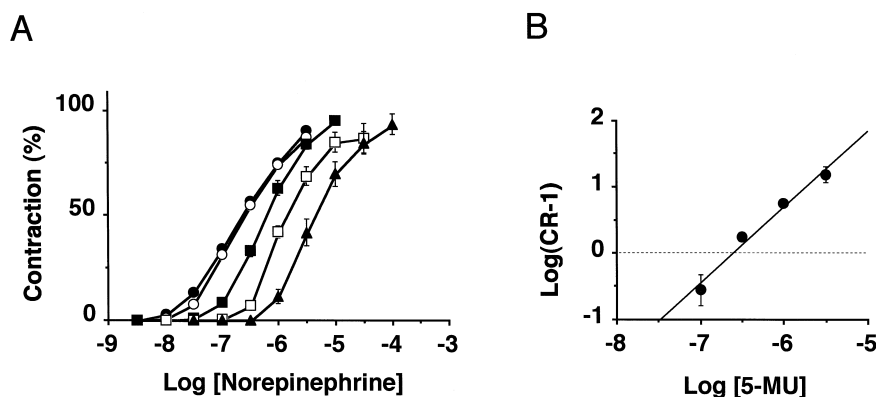 A
B
100
50
0
Contraction (%)
-9 -8 -7 -6 -5 -4 -3
Log [Norepinephrine]
2
1
0
-1
Log(CR-1)
-8 -7 -6 -5
Log [5-MU]